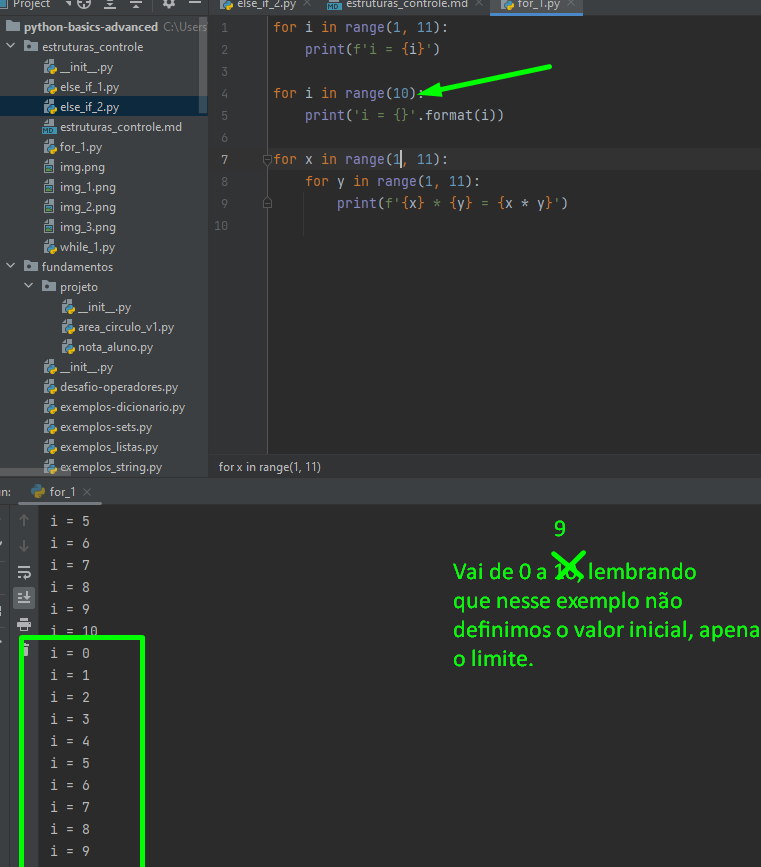 Project
else_if_2.py
estruturas_controle.md
for_1.py
python-basics-advanced C:\Users
estruturas_controle
__init__.py
else_if_1.py
else_if_2.py
estruturas_controle.md
for_1.py
img.png
img_1.png
img_2.png
img_3.png
while_1.py
fundamentos
projeto
__init__.py
area_circulo_v1.py
nota_aluno.py
__init__.py
desafio-operadores.py
exemplos-dicionario.py
exemplos-sets.py
exemplos_listas.py
exemplos_string.py
1 for i in range(1, 11):
2 print(f'i = {i}')
3
4 for i in range(10):
5 print('i = {}'.format(i))
6
7 for x in range(1, 11):
8 for y in range(1, 11):
9 print(f'{x} * {y} = {x * y}')
10
for x in range(1, 11)
un: for_1
i = 5
i = 6
i = 7
i = 8
i = 9
i = 10
i = 0
i = 1
i = 2
i = 3
i = 4
i = 5
i = 6
i = 7
i = 8
i = 9
9
Vai de 0 a 10, lembrando
que nesse exemplo não
definimos o valor inicial, apena
o limite.